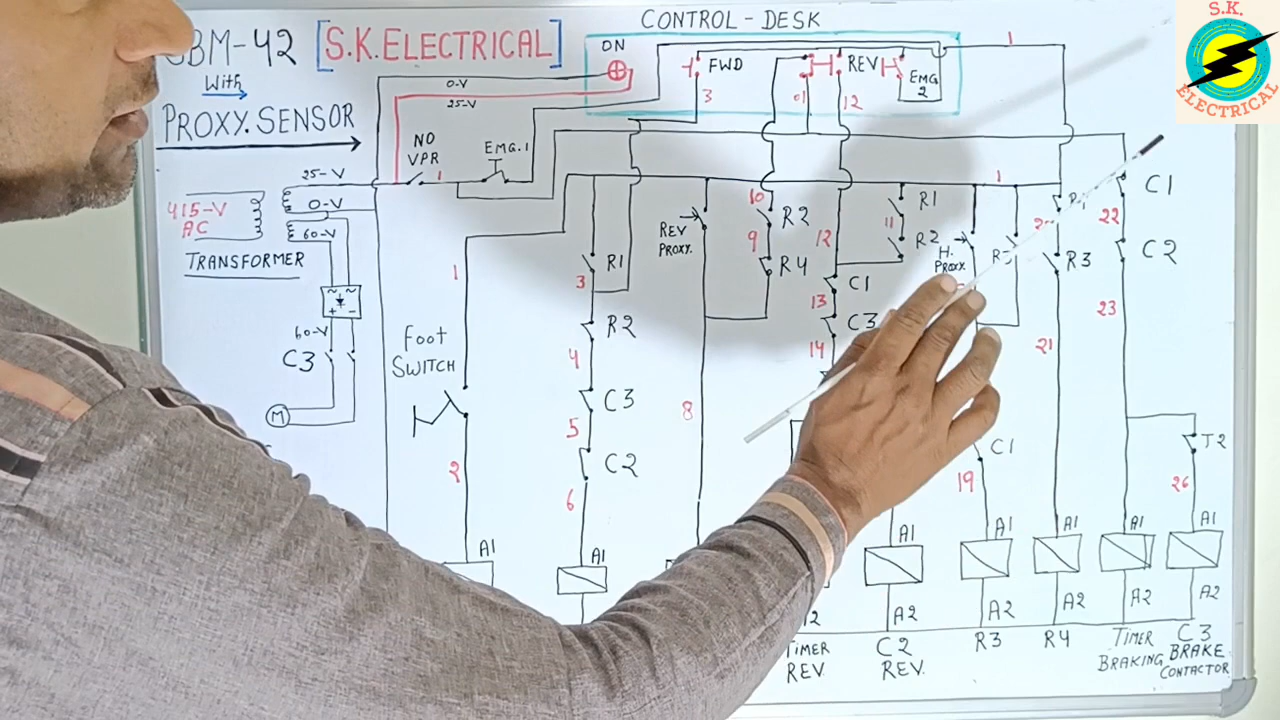 CONTROL-DESK
S.K.
ELECTRICAL
BM-42 [S.K.ELECTRICAL]
With
PROXY. SENSOR
ON
FWD
REV
EMG
2
1
3
01
12
0-V
25-V
NO
VPR
1
EMG.1
25-V
0-V
60-V
415-V
AC
TRANSFORMER
60-V
C3
M
1
FOOT
SWITCH
2
A1
R1
3
R2
4
C3
5
C2
6
A1
REV
PROXY.
8
10
R2
9
R4
12
C1
13
C3
14
R1
11
R2
A1
A2
1
H.
PROXY.
C1
19
A1
A2
R3
21
A1
A2
C1
22
C2
23
A1
A2
T2
26
A1
A2
TIMER
REV
C2
REV.
R3
R4
TIMER
BRAKING
C3
BRAKE
CONTACTOR